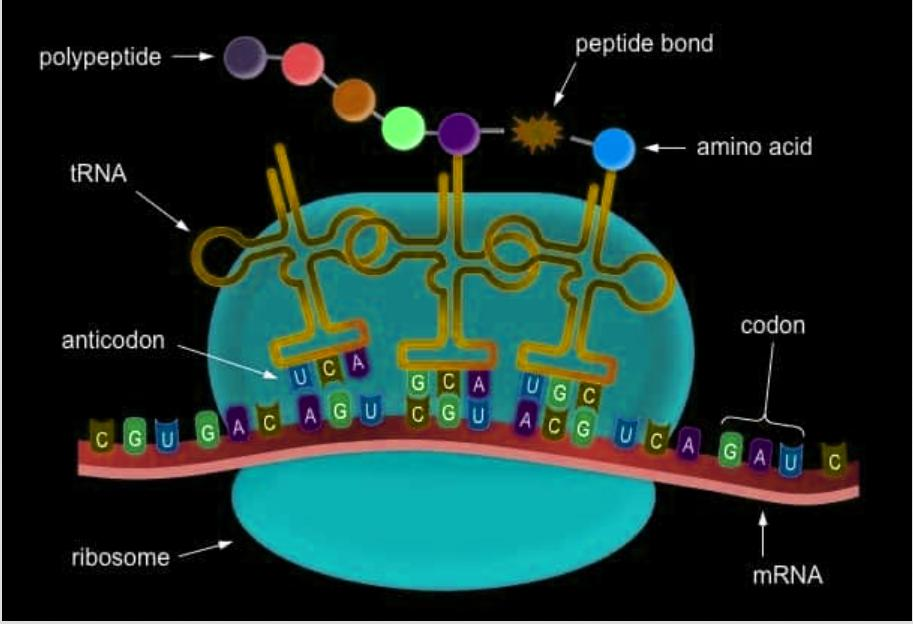 peptide bond
polypeptide
amino acid
tRNA
codon
anticodon
U C A G C A U G C
C G U G A C A G U C G U A C G U C A G A U C
ribosome
mRNA